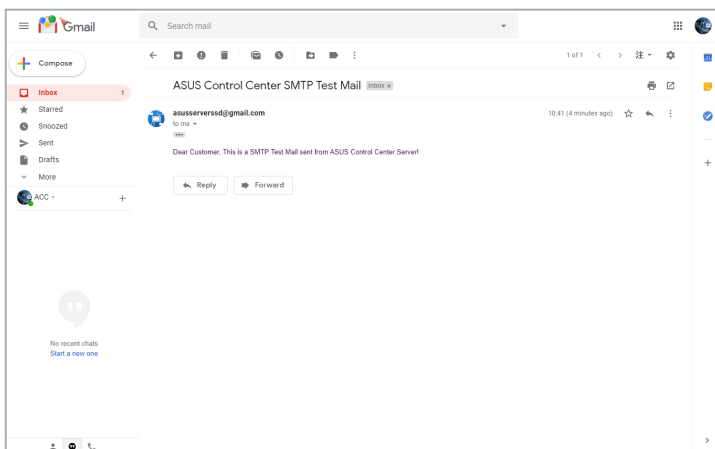 Gmail
Search mail
Compose
1 of 1
注
Inbox 1
Starred
Snoozed
Sent
Drafts
More
ACC
ASUS Control Center SMTP Test Mail Inbox x
asusserverssd@gmail.com 10:41 (4 minutes ago)
to me
Dear Customer, This is a SMTP Test Mail sent from ASUS Control Center Server!
Reply Forward
No recent chats
Start a new one